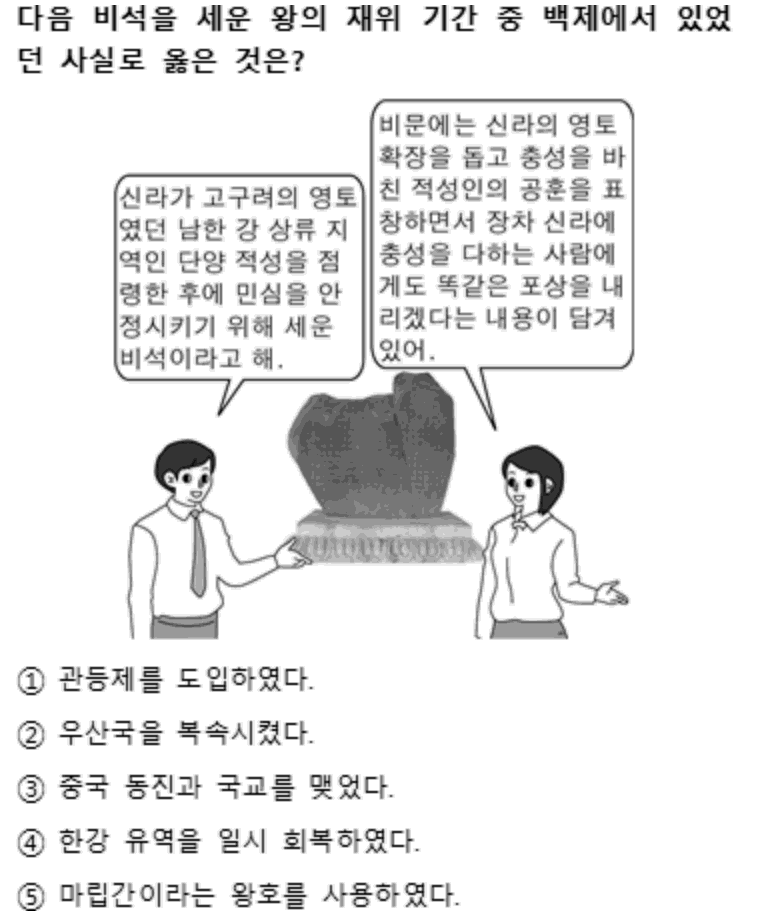 다음 비석을 세운 왕의 재위 기간 중 백제에서 있었
던 사실로 옳은 것은?
신라가 고구려의 영토
였던 남한 강 상류 지
역인 단양 적성을 점
령한 후에 민심을 안
정시키기 위해 세운
비석이라고 해.
비문에는 신라의 영토
확장을 돕고 충성을 바
친 적성인의 공훈을 표
창하면서 장차 신라에
충성을 다하는 사람에
게도 똑같은 포상을 내
리겠다는 내용이 담겨
있어.
① 관등제를 도입하였다.
② 우산국을 복속시켰다.
③ 중국 동진과 국교를 맺었다.
④ 한강 유역을 일시 회복하였다.
⑤ 마립간이라는 왕호를 사용하였다.